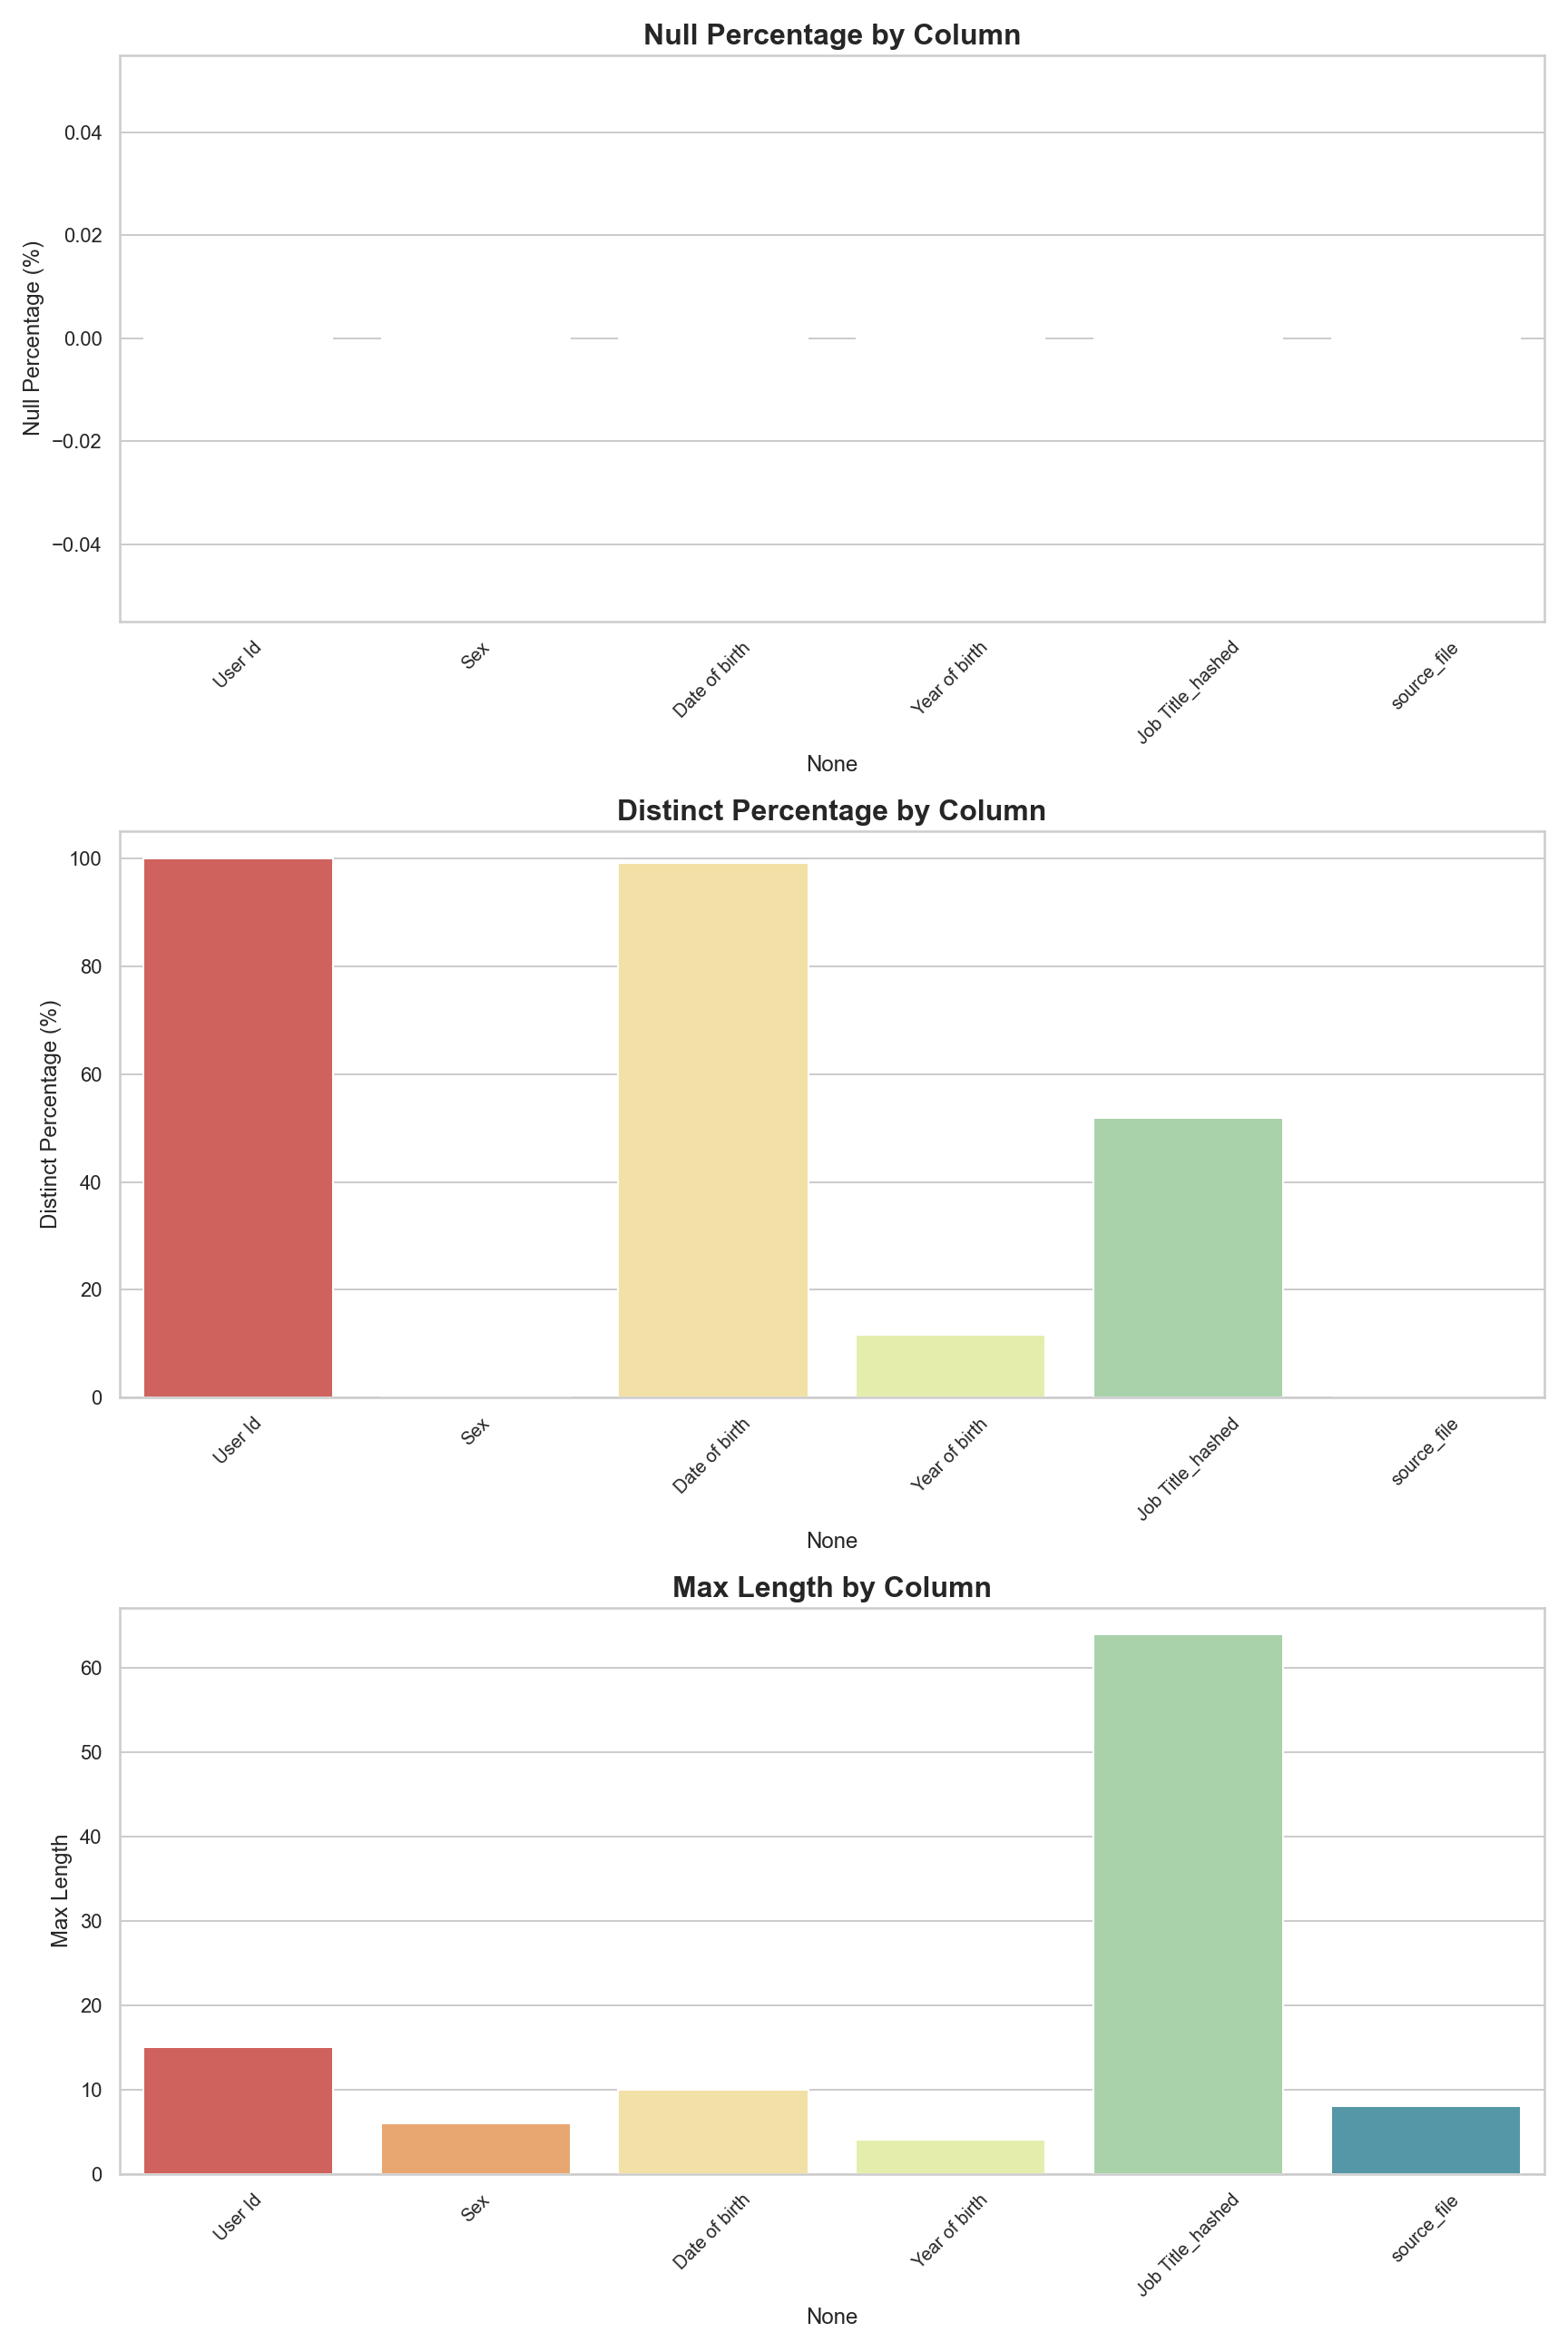 Null Percentage by Column
Null Percentage (%)
0.04
0.02
0.00
−0.02
−0.04
User Id
Sex
Date of birth
Year of birth
Job Title_hashed
source_file
None
Distinct Percentage by Column
Distinct Percentage (%)
100
80
60
40
20
0
User Id
Sex
Date of birth
Year of birth
Job Title_hashed
source_file
None
Max Length by Column
Max Length
60
50
40
30
20
10
0
User Id
Sex
Date of birth
Year of birth
Job Title_hashed
source_file
None